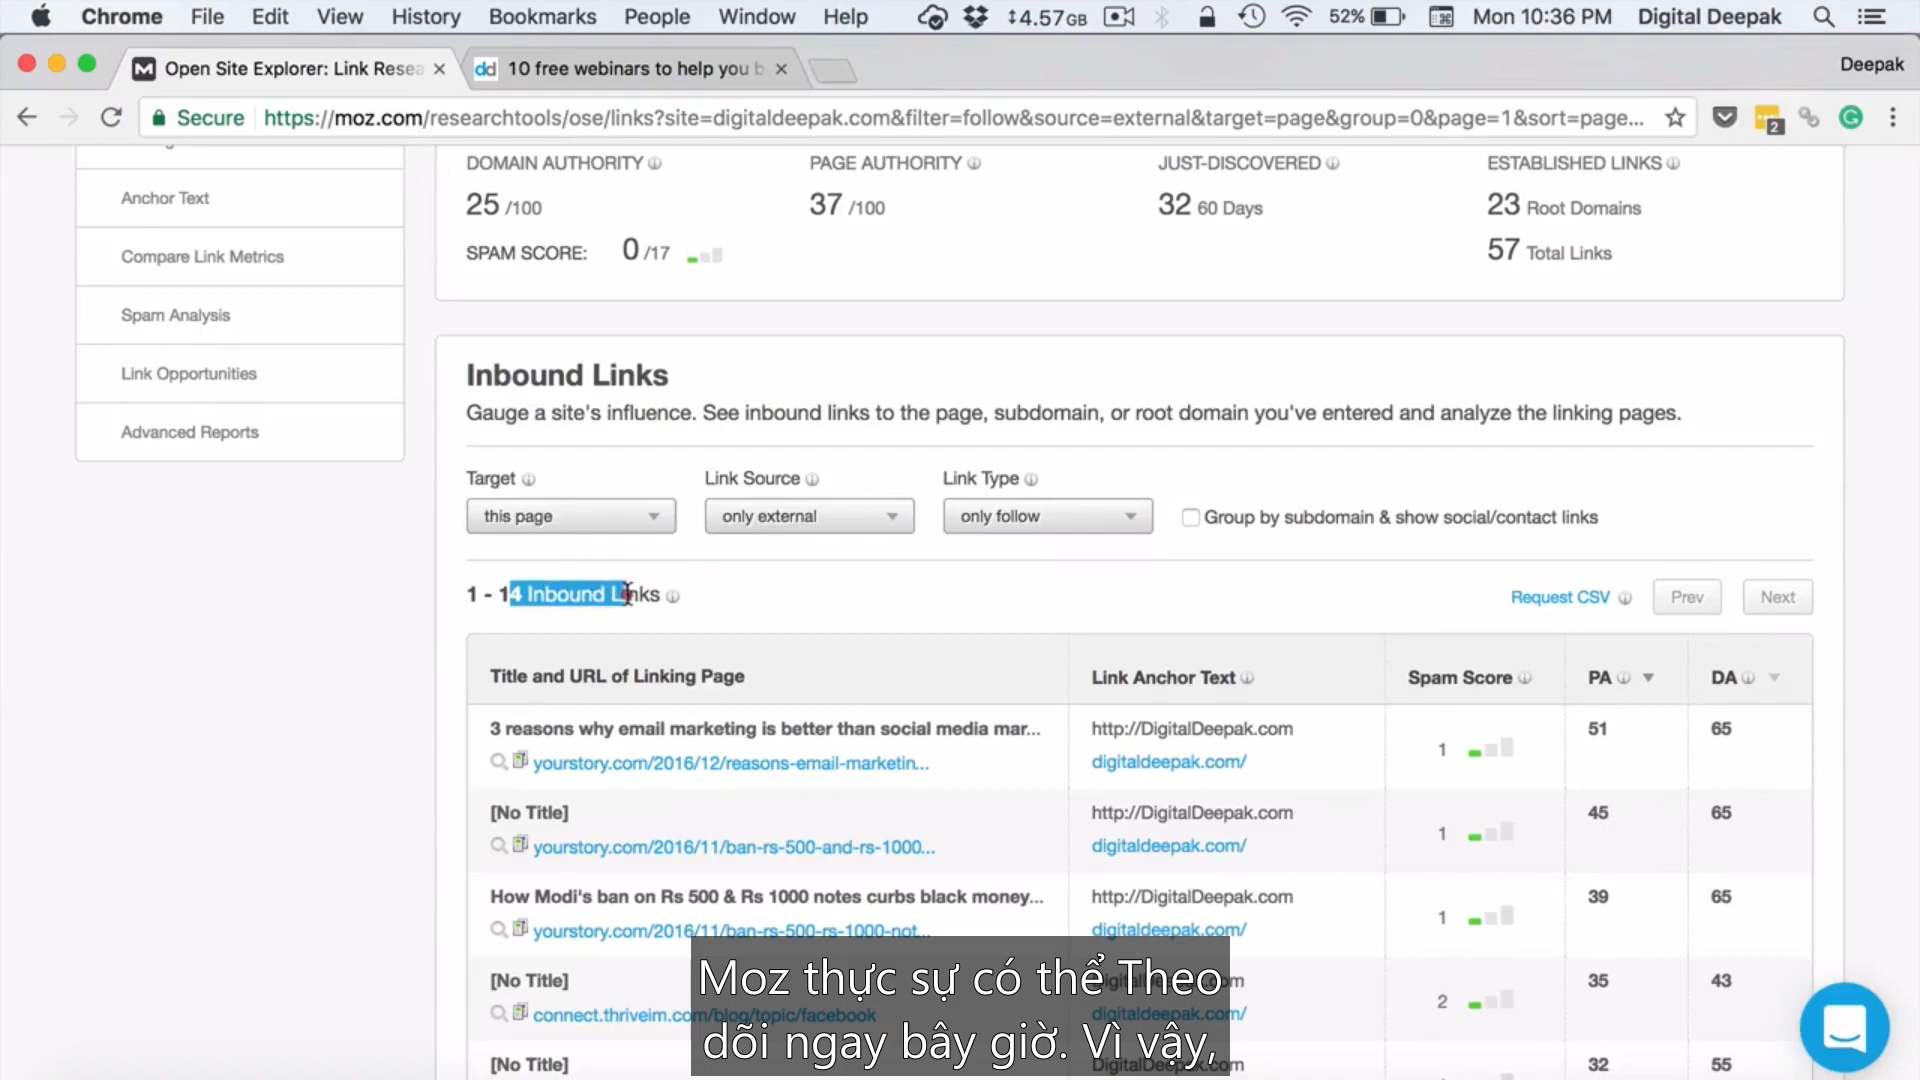 Chrome File Edit View History Bookmarks People Window Help 4.57GB 52% Mon 10:36 PM Digital Deepak
Open Site Explorer: Link Resea
dd 10 free webinars to help you b
Deepak
Secure https://moz.com/researchtools/ose/links?site=digitaldeepak.com&filter=follow&source=external&target=page&group=0&page=1&sort=page...
2
DOMAIN AUTHORITY PAGE AUTHORITY JUST-DISCOVERED ESTABLISHED LINKS
25 /100 37 /100 32 60 Days 23 Root Domains
SPAM SCORE: 0 /17 57 Total Links
Anchor Text
Compare Link Metrics
Spam Analysis
Link Opportunities
Advanced Reports
Inbound Links
Gauge a site's influence. See inbound links to the page, subdomain, or root domain you've entered and analyze the linking pages.
Target Link Source Link Type
this page only external only follow Group by subdomain & show social/contact links
1 - 14 Inbound Links Request CSV Prev Next
Title and URL of Linking Page Link Anchor Text Spam Score PA DA
3 reasons why email marketing is better than social media mar... http://DigitalDeepak.com 1 51 65
yourstory.com/2016/12/reasons-email-marketin... digitaldeepak.com/
[No Title] http://DigitalDeepak.com 1 45 65
yourstory.com/2016/11/ban-rs-500-and-rs-1000... digitaldeepak.com/
How Modi's ban on Rs 500 & Rs 1000 notes curbs black money... http://DigitalDeepak.com 1 39 65
yourstory.com/2016/11/ban-rs-500-rs-1000-not... digitaldeepak.com/
[No Title] 2 35 43
connect.thriveim.com/blog/topic/facebook digitaldeepak.com/
[No Title] DigitalDeepak.com 32 55
Moz thực sự có thể Theo
dõi ngay bây giờ. Vì vậy,